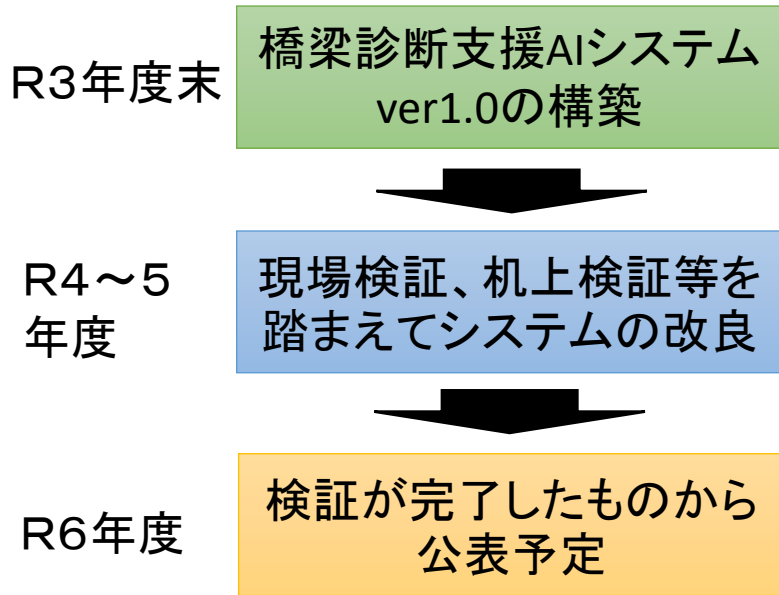 R3年度末
橋梁診断支援AIシステム
ver1.0の構築
R4～5
年度
現場検証、机上検証等を
踏まえてシステムの改良
R6年度
検証が完了したものから
公表予定